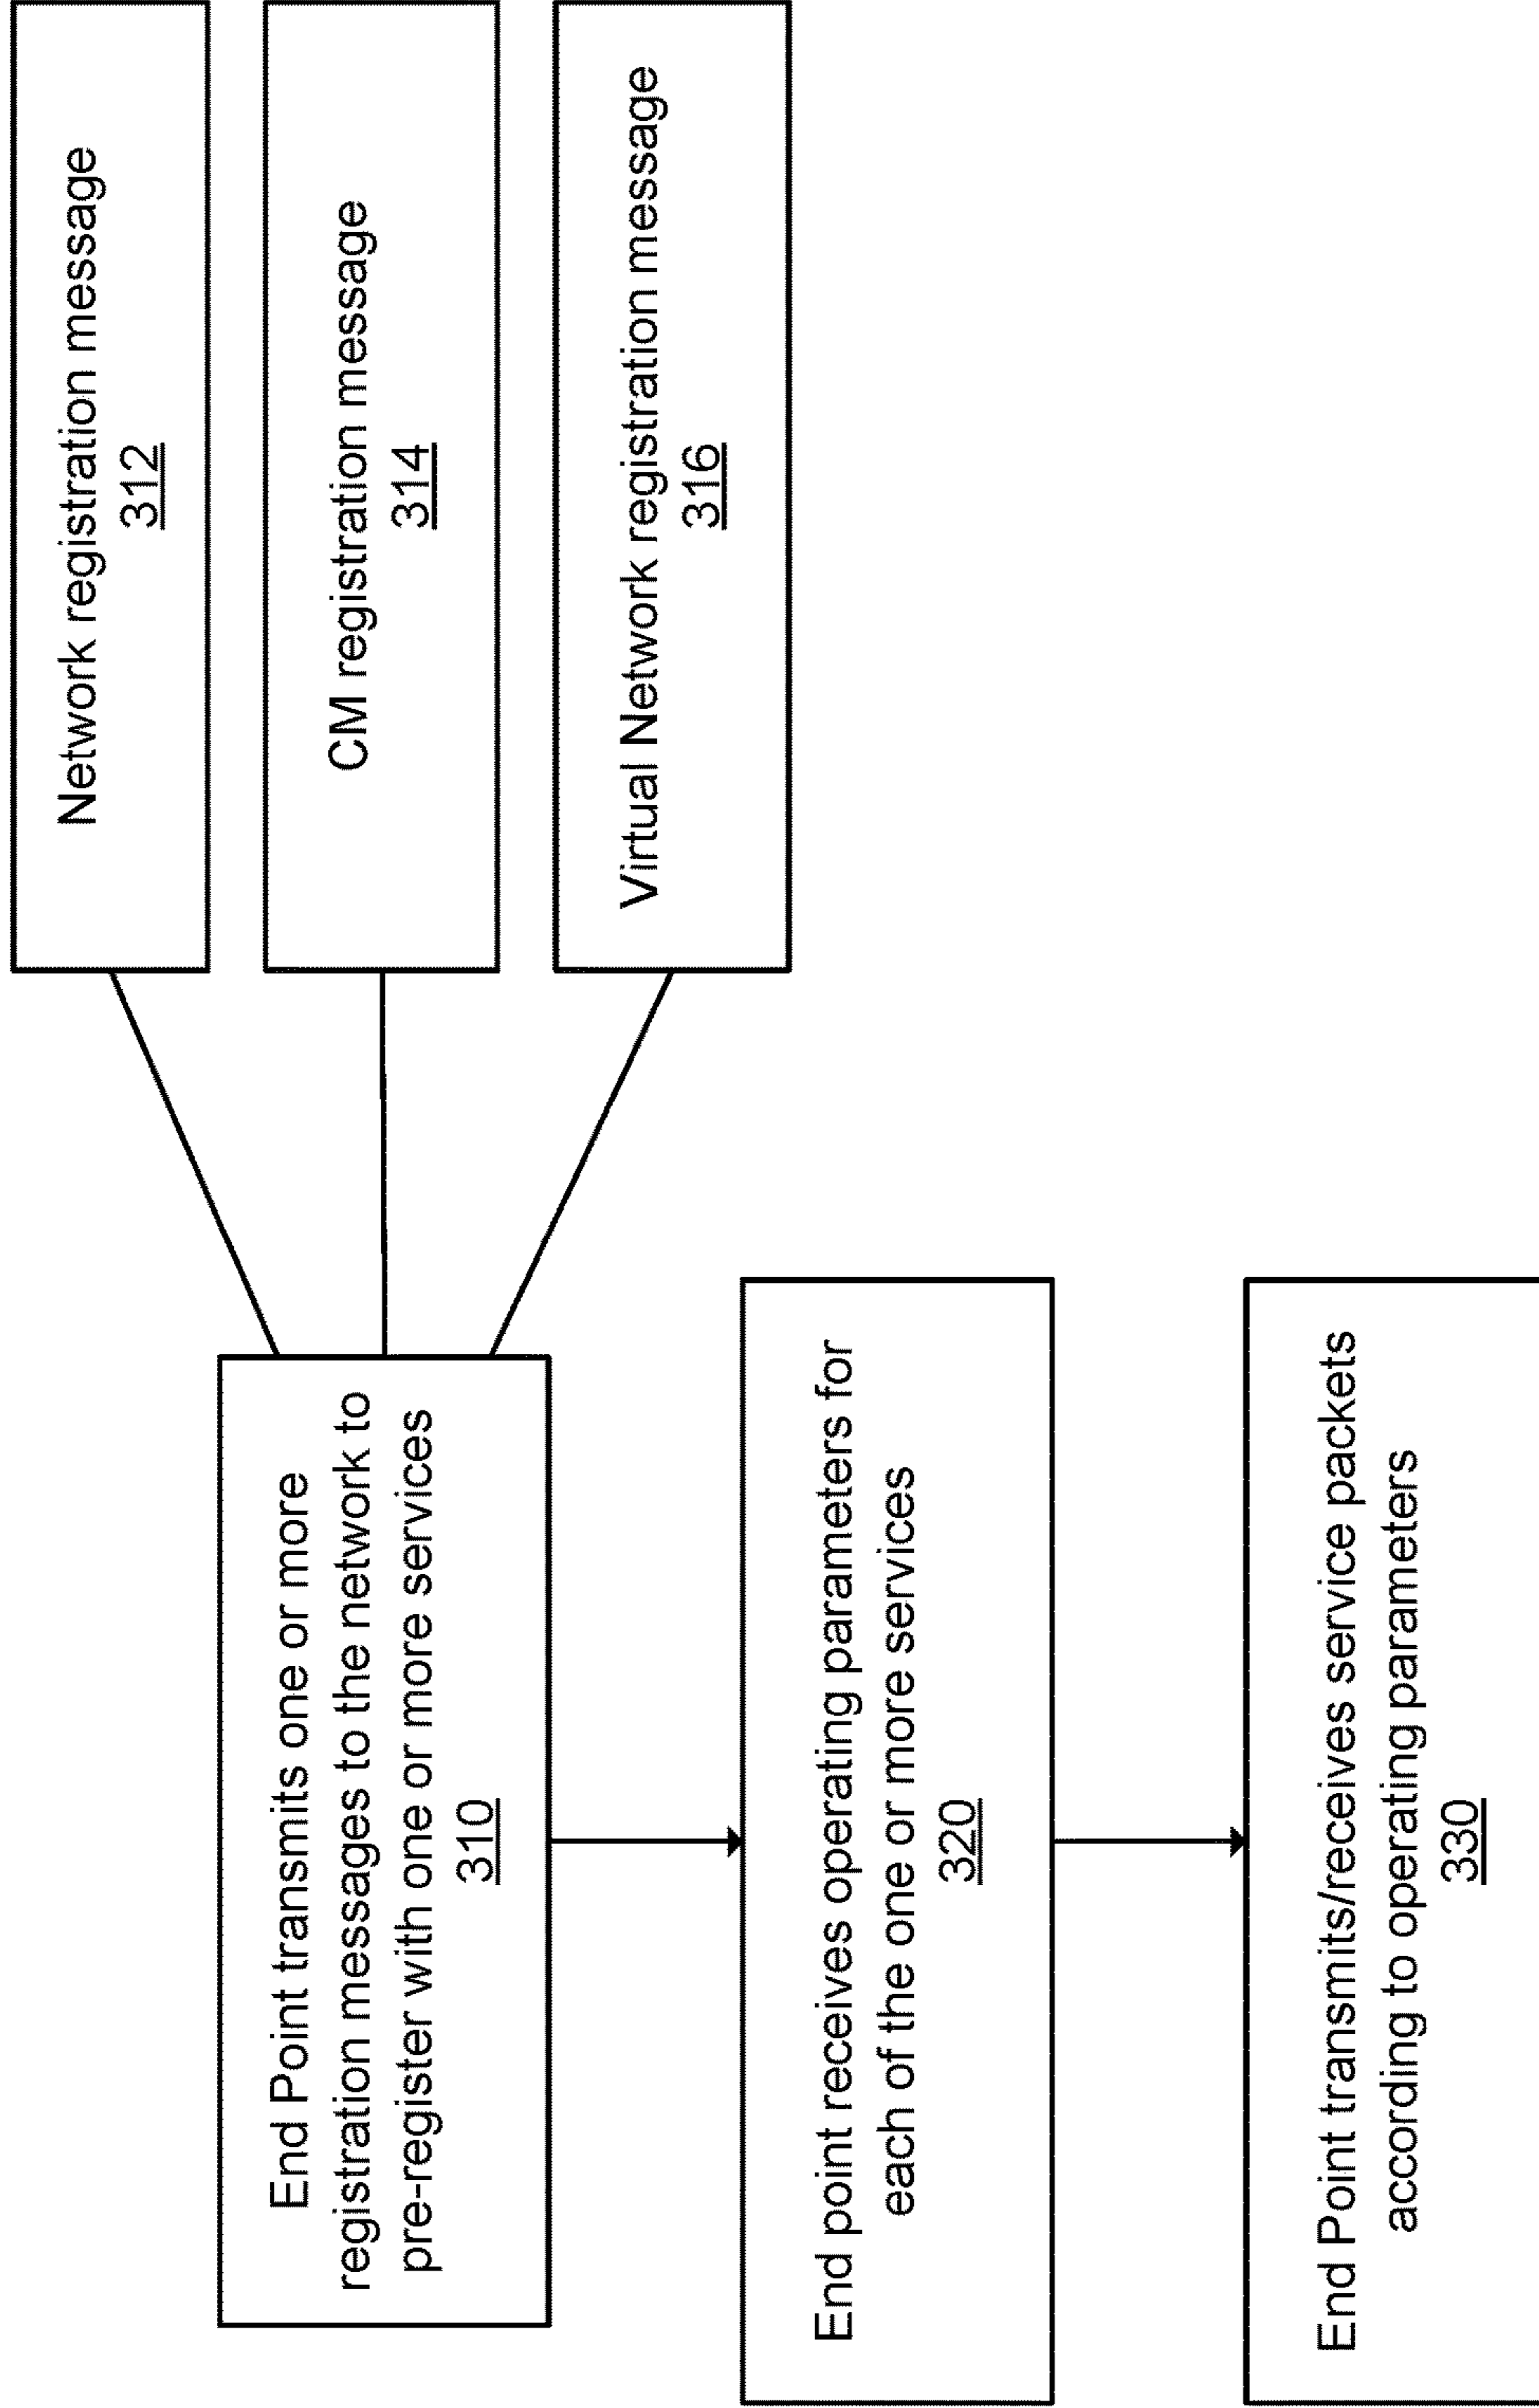 Network registration message
312
CM registration message
314
Virtual Network registration message
316
End Point transmits one or more
registration messages to the network to
pre-register with one or more services
310
End point receives operating parameters for
each of the one or more services
320
End Point transmits/receives service packets
according to operating parameters
330